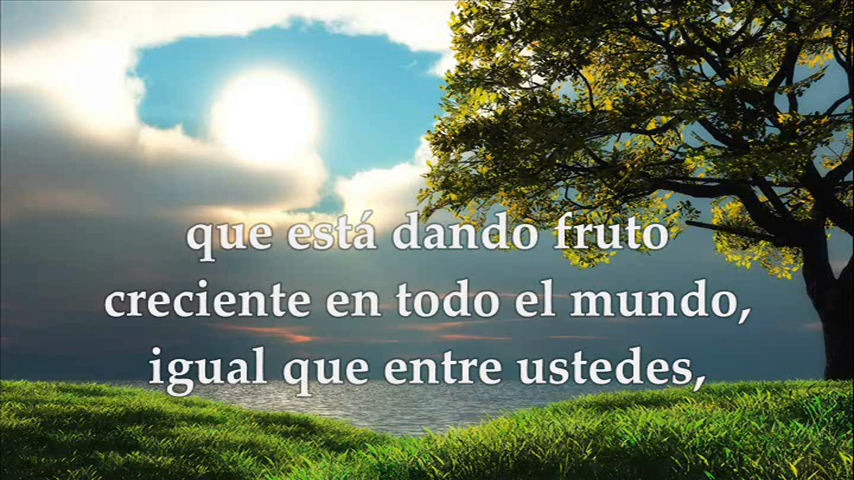 que está dando fruto
creciente en todo el mundo,
igual que entre ustedes,